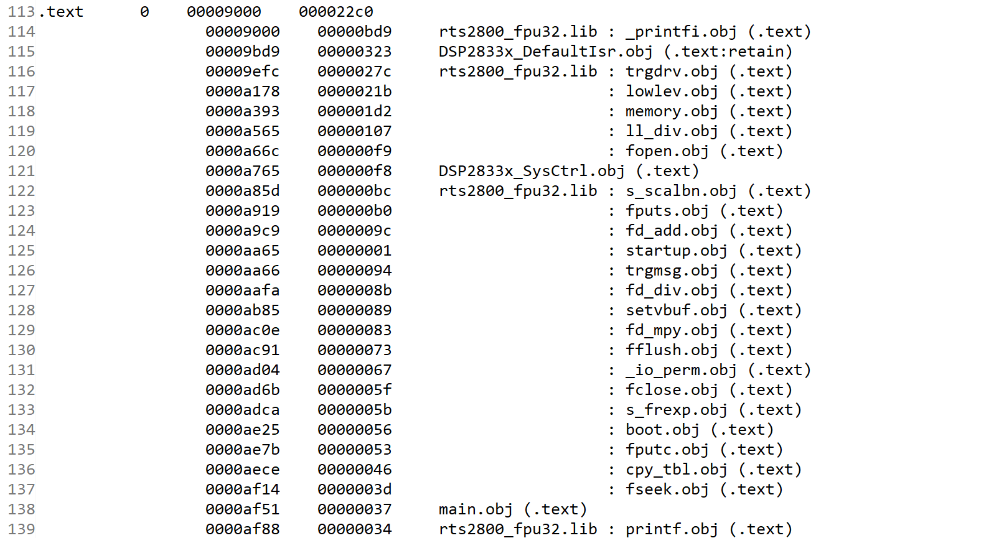 113 .text      0    00009000    000022c0
114                  00009000    00000bd9     rts2800_fpu32.lib : _printfi.obj (.text)
115                  00009bd9    00000323     DSP2833x_DefaultIsr.obj (.text:retain)
116                  00009efc    0000027c     rts2800_fpu32.lib : trgdrv.obj (.text)
117                  0000a178    0000021b                       : lowlev.obj (.text)
118                  0000a393    000001d2                       : memory.obj (.text)
119                  0000a565    00000107                       : ll_div.obj (.text)
120                  0000a66c    000000f9                       : fopen.obj (.text)
121                  0000a765    000000f8     DSP2833x_SysCtrl.obj (.text)
122                  0000a85d    000000bc     rts2800_fpu32.lib : s_scalbn.obj (.text)
123                  0000a919    000000b0                       : fputs.obj (.text)
124                  0000a9c9    0000009c                       : fd_add.obj (.text)
125                  0000aa65    00000001                       : startup.obj (.text)
126                  0000aa66    00000094                       : trgmsg.obj (.text)
127                  0000aafa    0000008b                       : fd_div.obj (.text)
128                  0000ab85    00000089                       : setvbuf.obj (.text)
129                  0000ac0e    00000083                       : fd_mpy.obj (.text)
130                  0000ac91    00000073                       : fflush.obj (.text)
131                  0000ad04    00000067                       : _io_perm.obj (.text)
132                  0000ad6b    0000005f                       : fclose.obj (.text)
133                  0000adca    0000005b                       : s_frexp.obj (.text)
134                  0000ae25    00000056                       : boot.obj (.text)
135                  0000ae7b    00000053                       : fputc.obj (.text)
136                  0000aece    00000046                       : cpy_tbl.obj (.text)
137                  0000af14    0000003d                       : fseek.obj (.text)
138                  0000af51    00000037     main.obj (.text)
139                  0000af88    00000034     rts2800_fpu32.lib : printf.obj (.text)